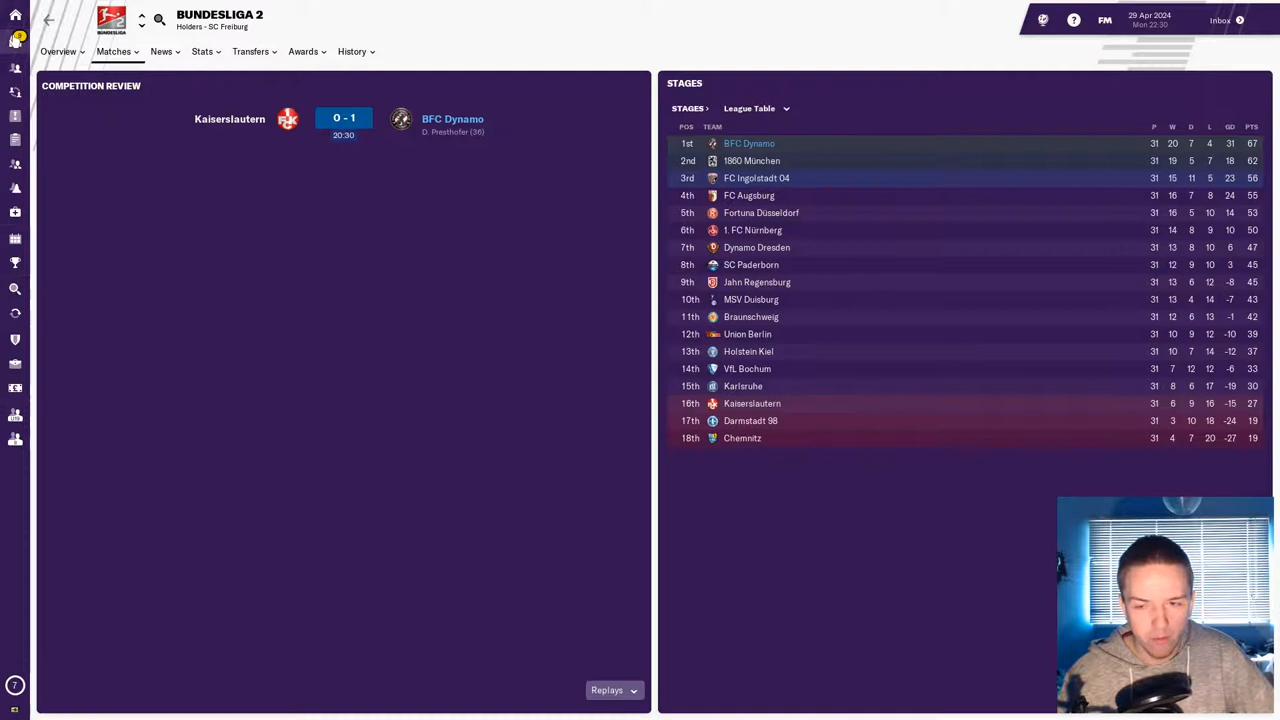 BUNDESLIGA 2
Holders - SC Freiburg
29 Apr 2024
Mon 22:30
Inbox
FM
9
Overview
Matches
News
Stats
Transfers
Awards
History
COMPETITION REVIEW
Kaiserslautern 0 - 1 BFC Dynamo
20:30 D. Presthofer (36)
Replays
STAGES
STAGES › League Table
POS TEAM P W D L GD PTS
1st BFC Dynamo 31 20 7 4 31 67
2nd 1860 München 31 19 5 7 18 62
3rd FC Ingolstadt 04 31 15 11 5 23 56
4th FC Augsburg 31 16 7 8 24 55
5th Fortuna Düsseldorf 31 16 5 10 14 53
6th 1. FC Nürnberg 31 14 8 9 10 50
7th Dynamo Dresden 31 13 8 10 6 47
8th SC Paderborn 31 12 9 10 3 45
9th Jahn Regensburg 31 13 6 12 -8 45
10th MSV Duisburg 31 13 4 14 -7 43
11th Braunschweig 31 12 6 13 -1 42
12th Union Berlin 31 10 9 12 -10 39
13th Holstein Kiel 31 10 7 14 -12 37
14th VfL Bochum 31 7 12 12 -6 33
15th Karlsruhe 31 8 6 17 -19 30
16th Kaiserslautern 31 6 9 16 -15 27
17th Darmstadt 98 31 3 10 18 -24 19
18th Chemnitz 31 4 7 20 -27 19
7